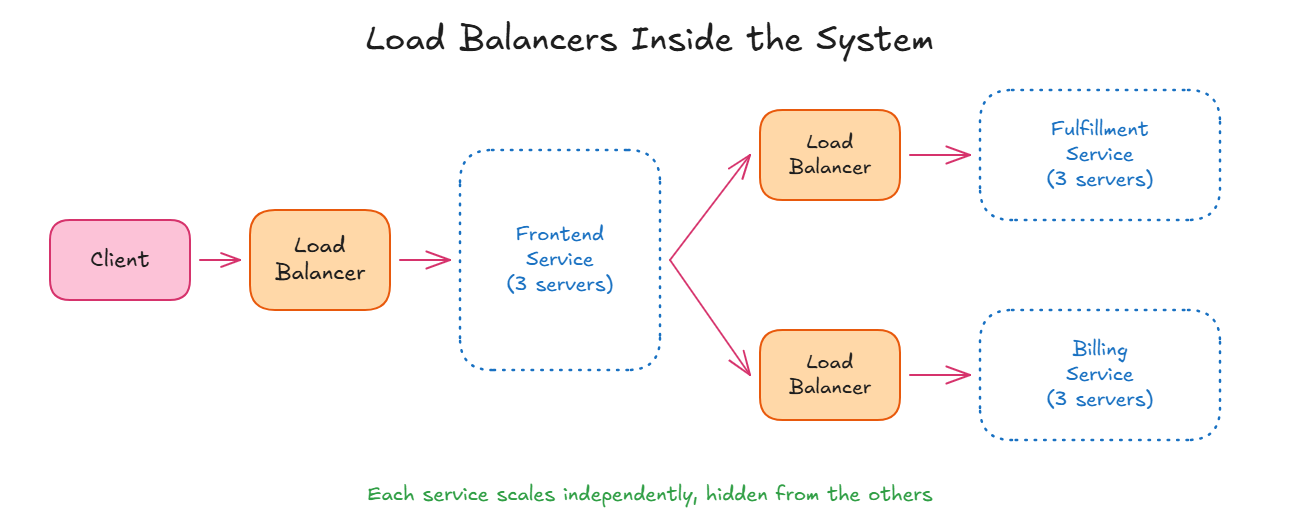 Load Balancers Inside the System
Client
Load
Balancer
Frontend
Service
(3 servers)
Load
Balancer
Fulfillment
Service
(3 servers)
Load
Balancer
Billing
Service
(3 servers)
Each service scales independently, hidden from the others